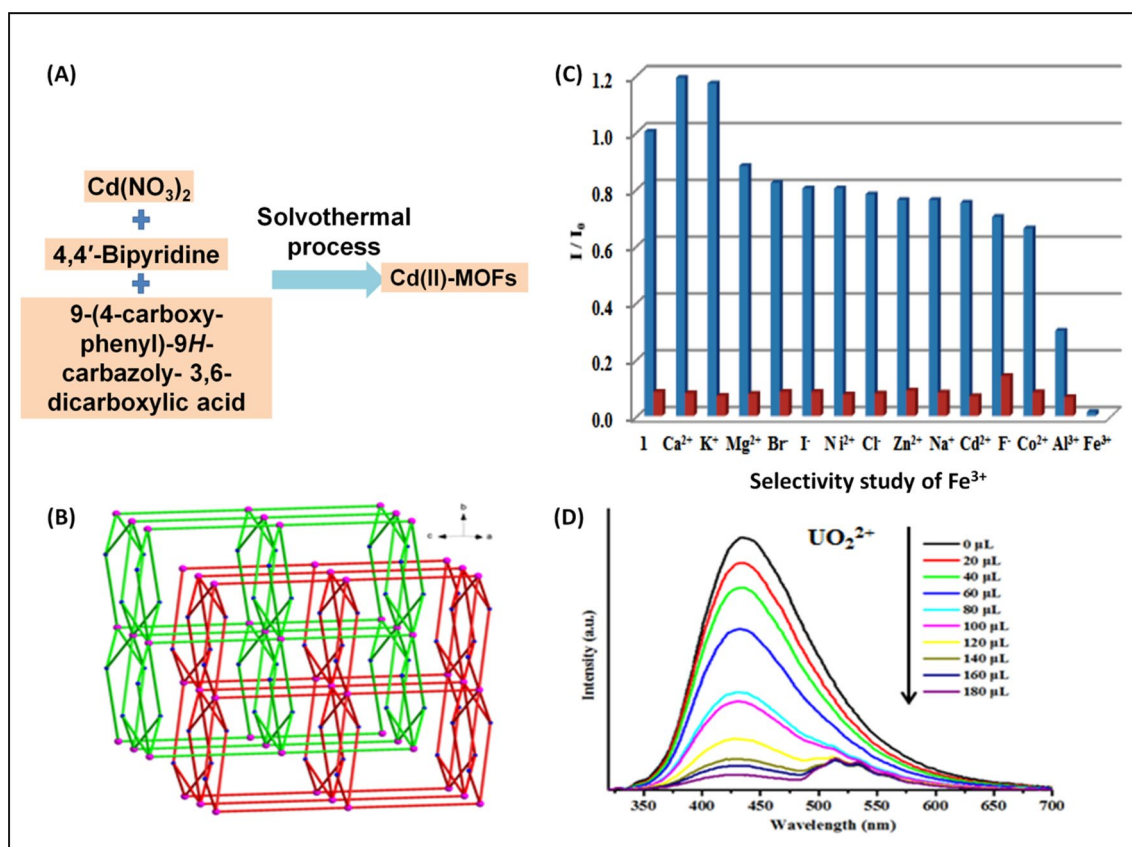 (A)
Cd(NO₃)₂
+
4,4′-Bipyridine
+
9-(4-carboxy-
phenyl)-9H-
carbazoly- 3,6-
dicarboxylic acid
Solvothermal
process
Cd(II)-MOFs
(B)
b
c
a
(C)
I / I₀
1.2
1.0
0.8
0.6
0.4
0.2
0.0
1 Ca²⁺ K⁺ Mg²⁺ Br⁻ I⁻ Ni²⁺ Cl⁻ Zn²⁺ Na⁺ Cd²⁺ F⁻ Co²⁺ Al³⁺ Fe³⁺
Selectivity study of Fe³⁺
(D)
UO₂²⁺
0 µL
20 µL
40 µL
60 µL
80 µL
100 µL
120 µL
140 µL
160 µL
180 µL
Intensity (a.u.)
350 400 450 500 550 600 650 700
Wavelength (nm)